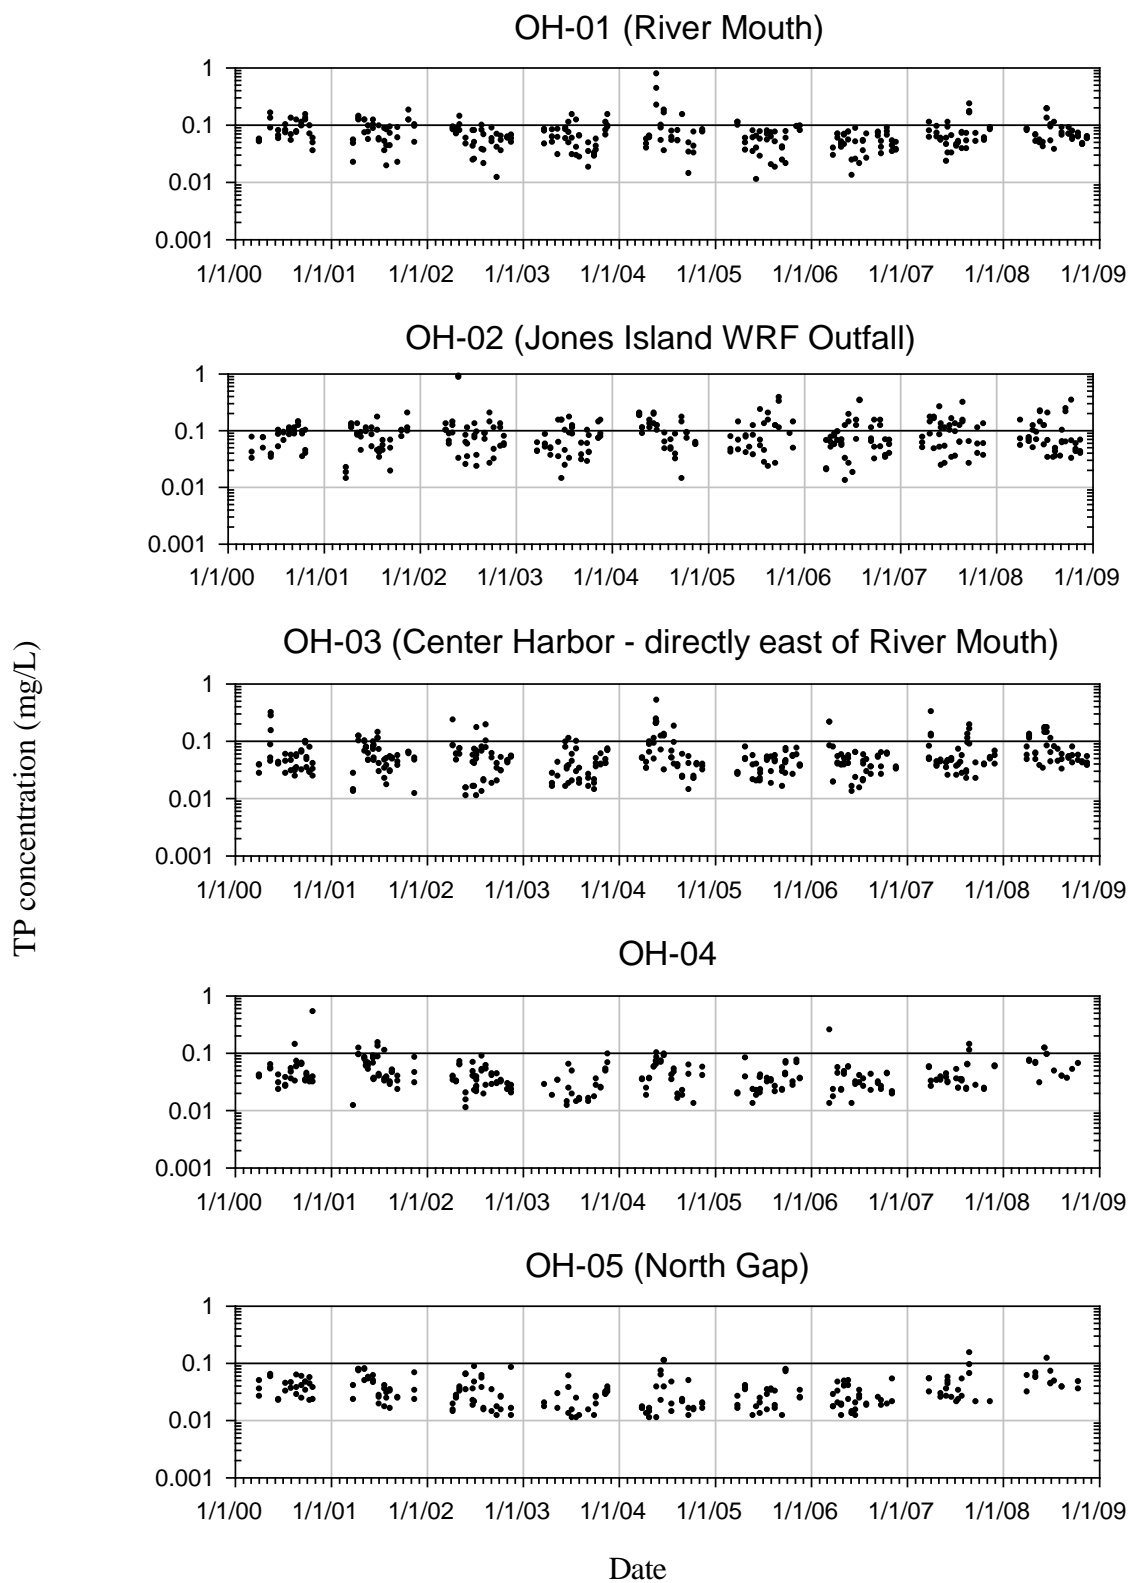 OH-01 (River Mouth)
1
0.1
0.01
0.001
1/1/00 1/1/01 1/1/02 1/1/03 1/1/04 1/1/05 1/1/06 1/1/07 1/1/08 1/1/09
OH-02 (Jones Island WRF Outfall)
1
0.1
0.01
0.001
1/1/00 1/1/01 1/1/02 1/1/03 1/1/04 1/1/05 1/1/06 1/1/07 1/1/08 1/1/09
TP concentration (mg/L)
OH-03 (Center Harbor - directly east of River Mouth)
1
0.1
0.01
0.001
1/1/00 1/1/01 1/1/02 1/1/03 1/1/04 1/1/05 1/1/06 1/1/07 1/1/08 1/1/09
OH-04
1
0.1
0.01
0.001
1/1/00 1/1/01 1/1/02 1/1/03 1/1/04 1/1/05 1/1/06 1/1/07 1/1/08 1/1/09
OH-05 (North Gap)
1
0.1
0.01
0.001
1/1/00 1/1/01 1/1/02 1/1/03 1/1/04 1/1/05 1/1/06 1/1/07 1/1/08 1/1/09
Date